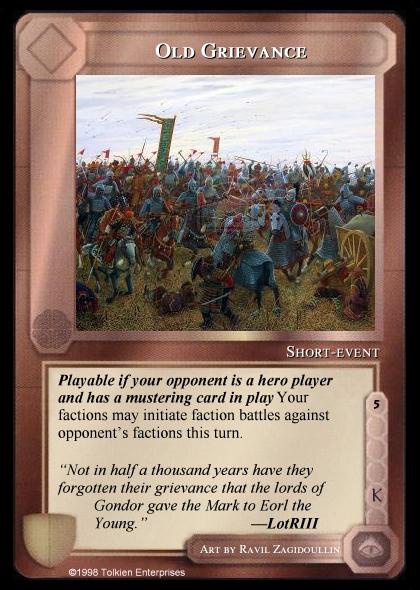 Old Grievance
Short-event
Playable if your opponent is a hero player
and has a mustering card in play Your
factions may initiate faction battles against
opponent's factions this turn.
5
K
“Not in half a thousand years have they
forgotten their grievance that the lords of
Gondor gave the Mark to Eorl the
Young.” —LotRIII
Art by Ravil Zagidoullin
©1998 Tolkien Enterprises